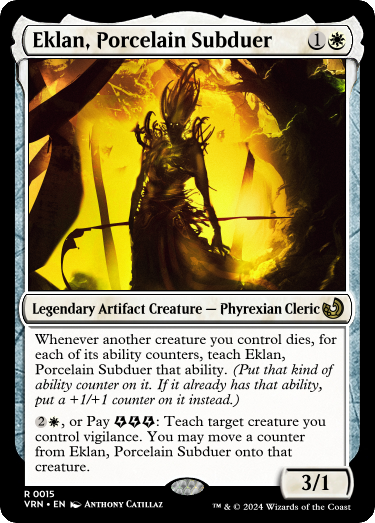 Eklan, Porcelain Subduer 1
Legendary Artifact Creature — Phyrexian Cleric
Whenever another creature you control dies, for
each of its ability counters, teach Eklan,
Porcelain Subduer that ability. (Put that kind of
ability counter on it. If it already has that ability,
put a +1/+1 counter on it instead.)
2 , or Pay : Teach target creature you
control vigilance. You may move a counter
from Eklan, Porcelain Subduer onto that
creature.
3/1
R 0015
VRN • EN Anthony Catillaz
™ & © 2024 Wizards of the Coast